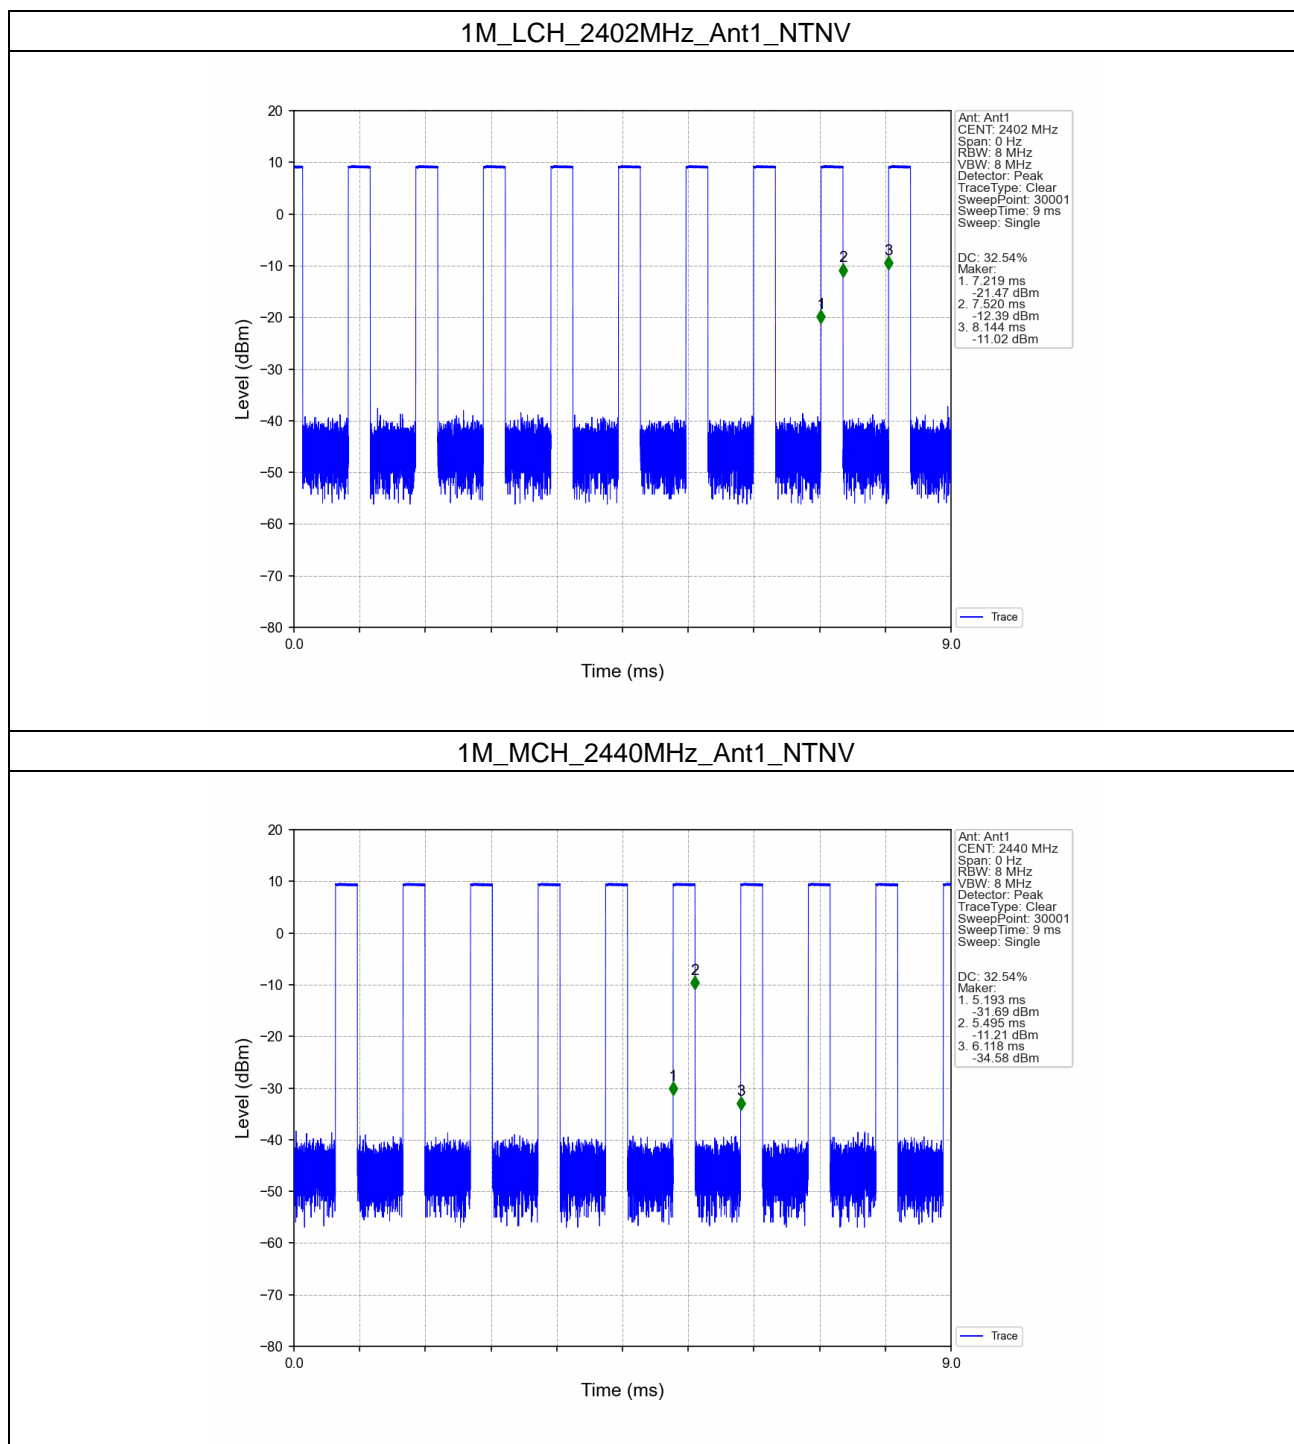 1M_LCH_2402MHz_Ant1_NTNV
20
10
0
−10
−20
−30
−40
−50
−60
−70
−80
Level (dBm)
0.0
9.0
Time (ms)
1
2
3
Ant: Ant1
CENT: 2402 MHz
Span: 0 Hz
RBW: 8 MHz
VBW: 8 MHz
Detector: Peak
TraceType: Clear
SweepPoint: 30001
SweepTime: 9 ms
Sweep: Single
DC: 32.54%
Maker:
1. 7.219 ms
-21.47 dBm
2. 7.520 ms
-12.39 dBm
3. 8.144 ms
-11.02 dBm
Trace
1M_MCH_2440MHz_Ant1_NTNV
20
10
0
−10
−20
−30
−40
−50
−60
−70
−80
Level (dBm)
0.0
9.0
Time (ms)
1
2
3
Ant: Ant1
CENT: 2440 MHz
Span: 0 Hz
RBW: 8 MHz
VBW: 8 MHz
Detector: Peak
TraceType: Clear
SweepPoint: 30001
SweepTime: 9 ms
Sweep: Single
DC: 32.54%
Maker:
1. 5.193 ms
-31.69 dBm
2. 5.495 ms
-11.21 dBm
3. 6.118 ms
-34.58 dBm
Trace